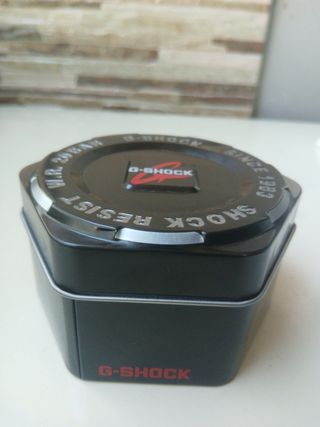 G-SHOCK
SINCE 1983
SHOCK RESIST
W.R. 20BAR
G-SHOCK
G-SHOCK